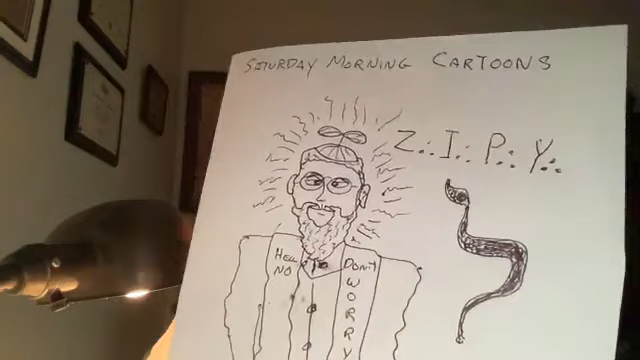 SATURDAY MORNING CARTOONS
Z∴I∴P∴Y∴
ל
HELL NO
DON'T WORRY